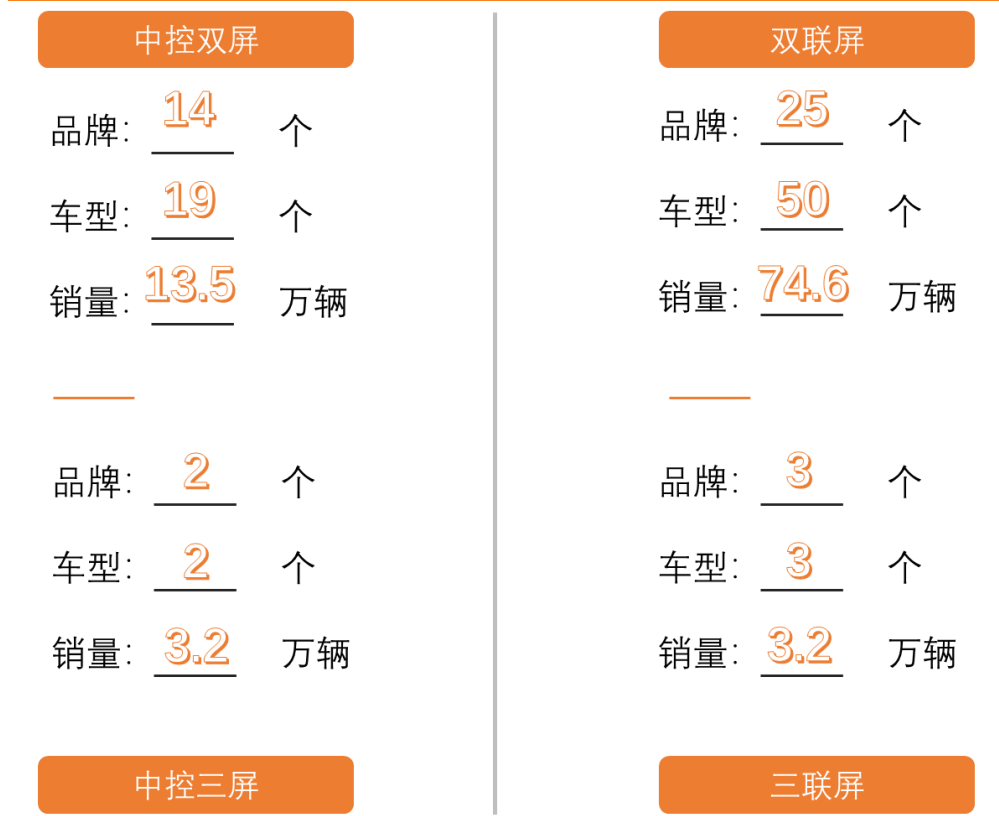 中控双屏
品牌: 14 个
车型: 19 个
销量: 13.5 万辆
品牌: 2 个
车型: 2 个
销量: 3.2 万辆
中控三屏
双联屏
品牌: 25 个
车型: 50 个
销量: 74.6 万辆
品牌: 3 个
车型: 3 个
销量: 3.2 万辆
三联屏